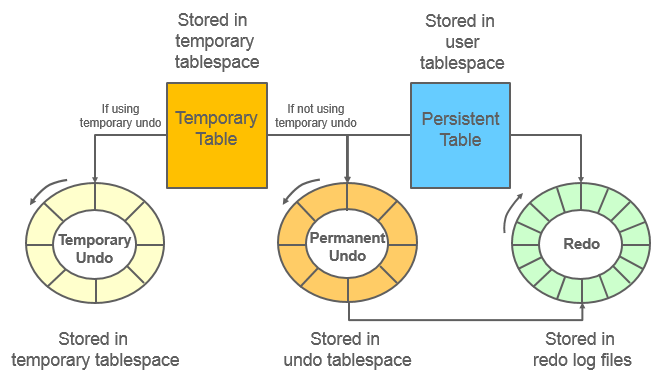 Stored in
temporary
tablespace
Stored in
user
tablespace
If using
temporary undo
Temporary
Table
If not using
temporary undo
Persistent
Table
Temporary
Undo
Permanent
Undo
Redo
Stored in
temporary tablespace
Stored in
undo tablespace
Stored in
redo log files